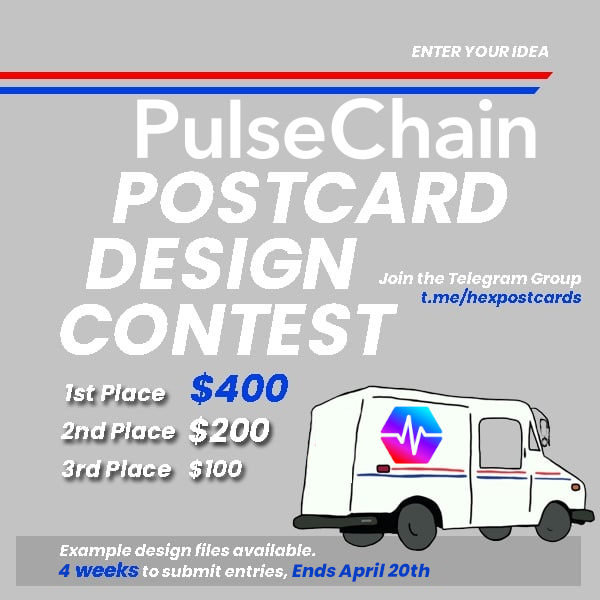 ENTER YOUR IDEA
PulseChain
POSTCARD
DESIGN
CONTEST
Join the Telegram Group
t.me/hexpostcards
1st Place $400
2nd Place $200
3rd Place $100
Example design files available.
4 weeks to submit entries, Ends April 20th